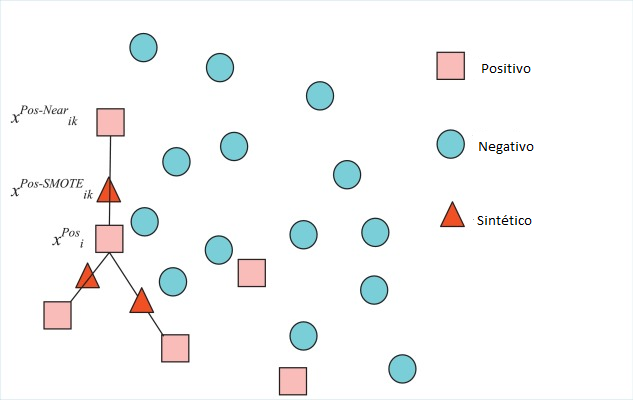 Positivo
x^Pos-Near_ik
Negativo
x^Pos-SMOTE_ik
Sintético
x^Pos_i